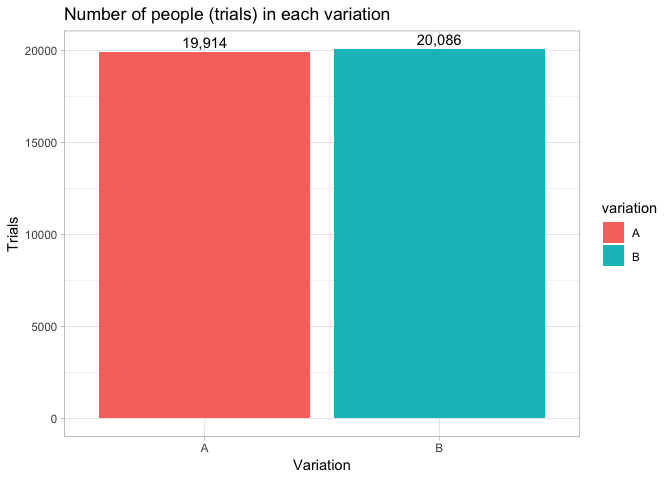 Number of people (trials) in each variation
19,914
20,086
20000
15000
10000
5000
0
Trials
A
B
Variation
variation
A
B